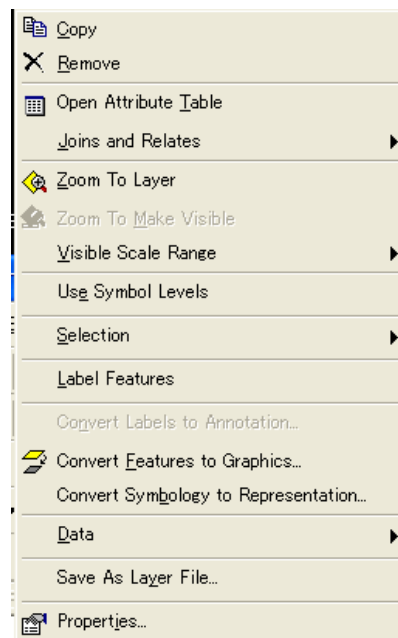 Copy
Remove
Open Attribute Table
Joins and Relates
Zoom To Layer
Zoom To Make Visible
Visible Scale Range
Use Symbol Levels
Selection
Label Features
Convert Labels to Annotation...
Convert Features to Graphics...
Convert Symbology to Representation...
Data
Save As Layer File...
Properties...